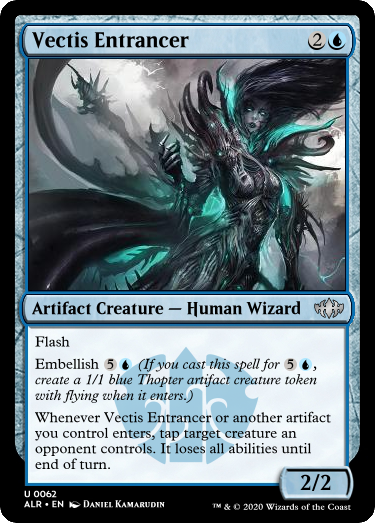 Vectis Entrancer 2
Artifact Creature — Human Wizard
Flash
Embellish 5 (If you cast this spell for 5 ,
create a 1/1 blue Thopter artifact creature token
with flying when it enters.)
Whenever Vectis Entrancer or another artifact
you control enters, tap target creature an
opponent controls. It loses all abilities until
end of turn.
2/2
U 0062
ALR • EN DANIEL KAMARUDIN ™ & © 2020 Wizards of the Coast